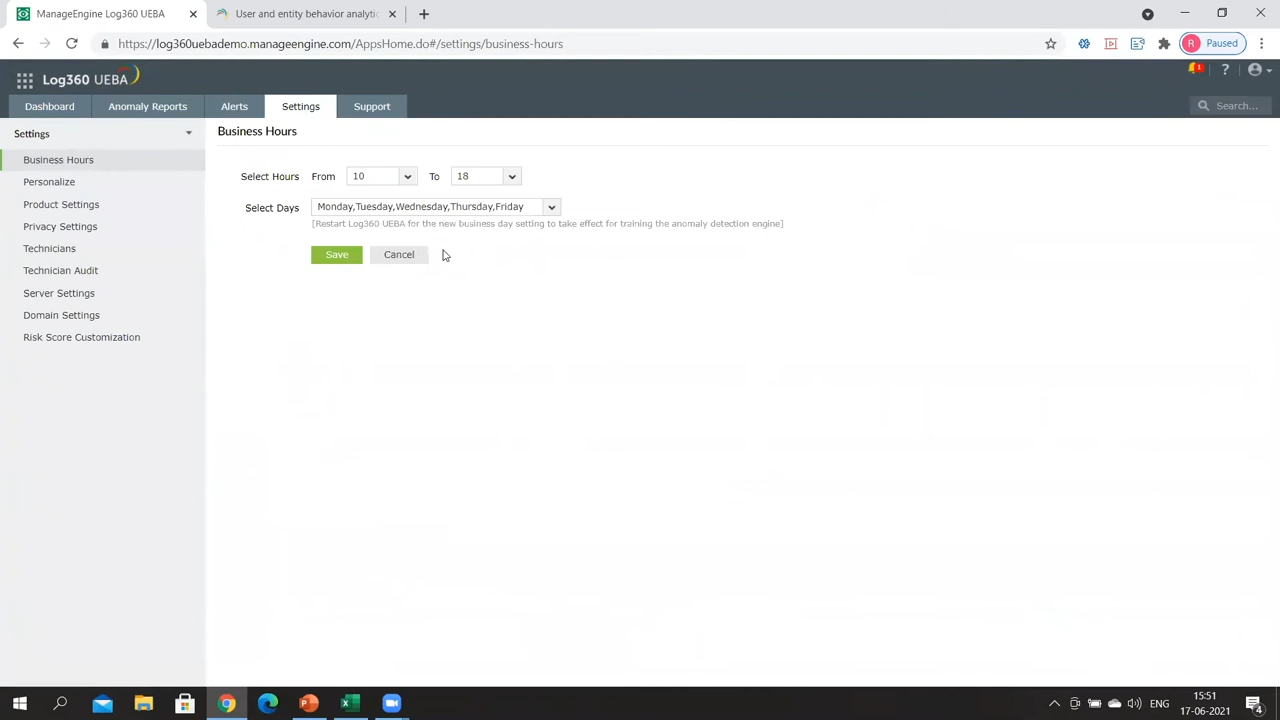 ManageEngine Log360 UEBA
User and entity behavior analytic
https://log360uebademo.manageengine.com/AppsHome.do#/settings/business-hours
R Paused
Log360 UEBA
1
?
Dashboard
Anomaly Reports
Alerts
Settings
Support
Search...
Settings
Business Hours
Business Hours
Personalize
Product Settings
Privacy Settings
Technicians
Technician Audit
Server Settings
Domain Settings
Risk Score Customization
Select Hours From 10 To 18
Select Days Monday,Tuesday,Wednesday,Thursday,Friday
[Restart Log360 UEBA for the new business day setting to take effect for training the anomaly detection engine]
Save Cancel
ENG
15:51
17-06-2021
4